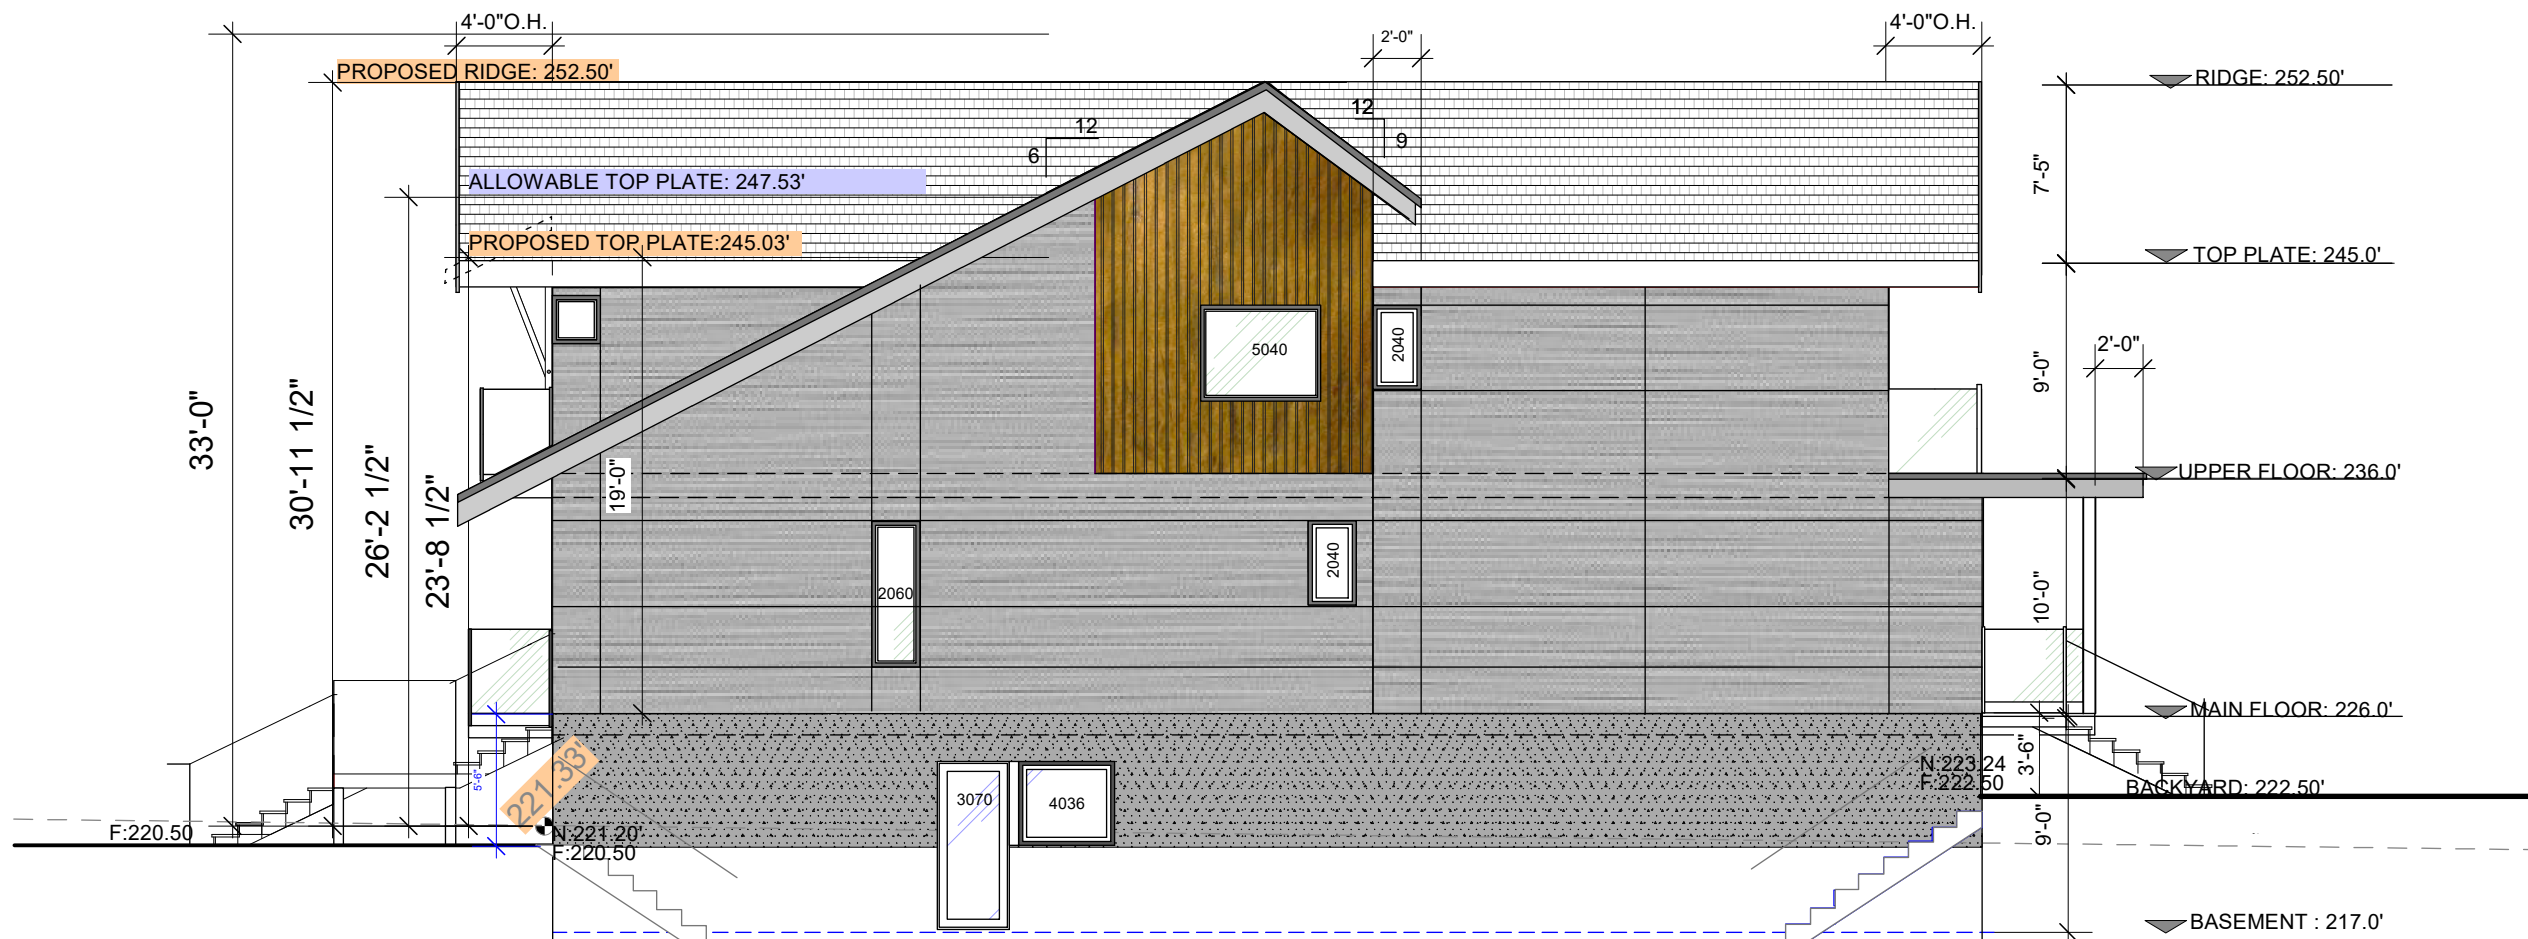 4'-0"O.H.
2'-0"
4'-0"O.H.
PROPOSED RIDGE: 252.50'
RIDGE: 252.50'
12
6
12
9
ALLOWABLE TOP PLATE: 247.53'
7'-5"
PROPOSED TOP PLATE:245.03'
TOP PLATE: 245.0'
5040
2040
9'-0"
2'-0"
33'-0"
30'-11 1/2"
26'-2 1/2"
23'-8 1/2"
19'-0"
UPPER FLOOR: 236.0'
2060
2040
10'-0"
MAIN FLOOR: 226.0'
5'-6"
221.33'
3070
4036
N:223.24
F:222.50
3'-6"
BACKYARD: 222.50'
F:220.50
N:221.20'
F:220.50
9'-0"
BASEMENT : 217.0'